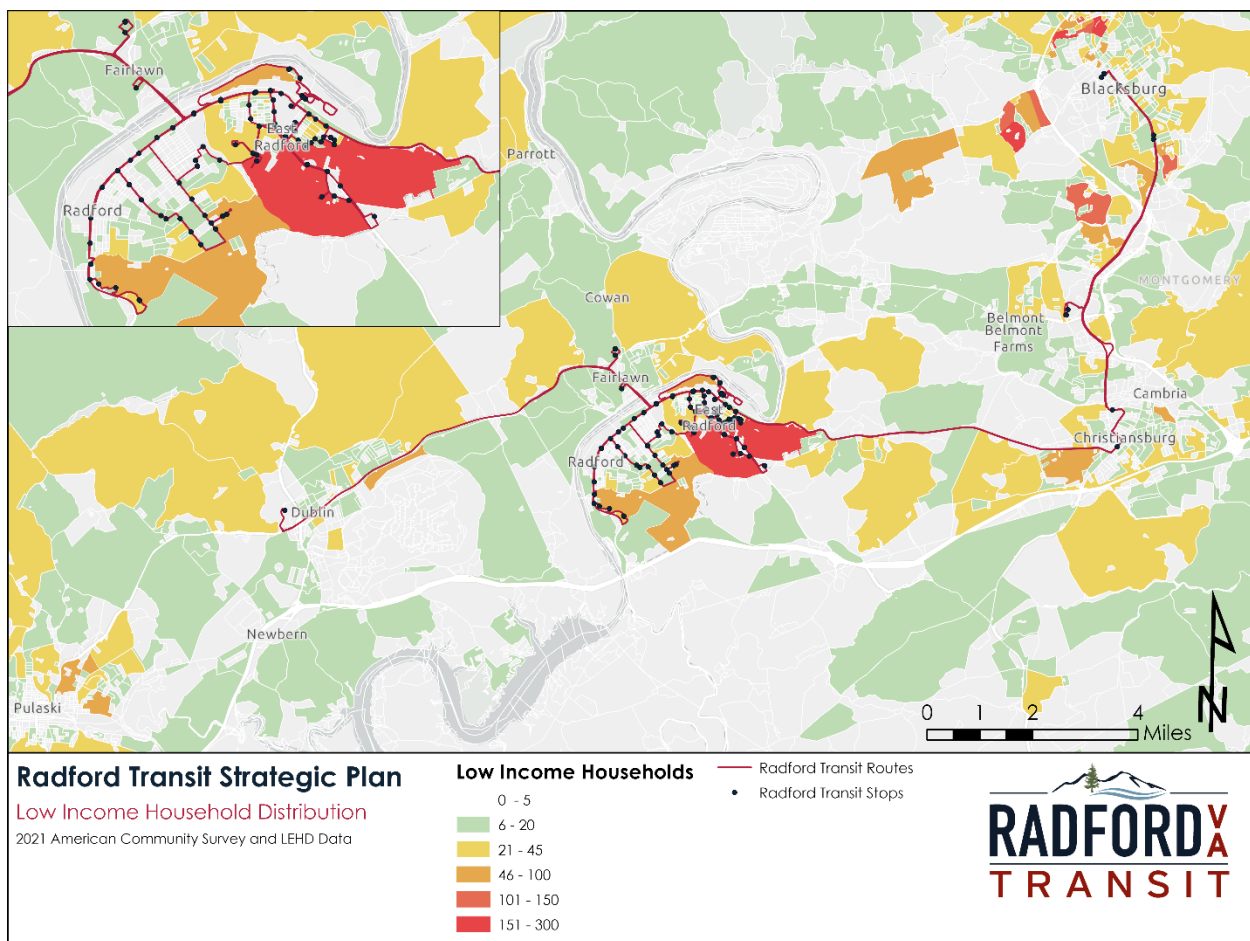 Fairlawn
East
Radford
Radford
Blacksburg
Parrott
MONTGOMERY
Cowan
Belmont
Belmont
Farms
Fairlawn
Cambria
East
Radford
Christiansburg
Radford
Dublin
Newbern
Pulaski
N
0 1 2 4
Miles
Radford Transit Strategic Plan
Low Income Household Distribution
2021 American Community Survey and LEHD Data
Low Income Households
0 - 5
6 - 20
21 - 45
46 - 100
101 - 150
151 - 300
Radford Transit Routes
Radford Transit Stops
RADFORD VA
TRANSIT